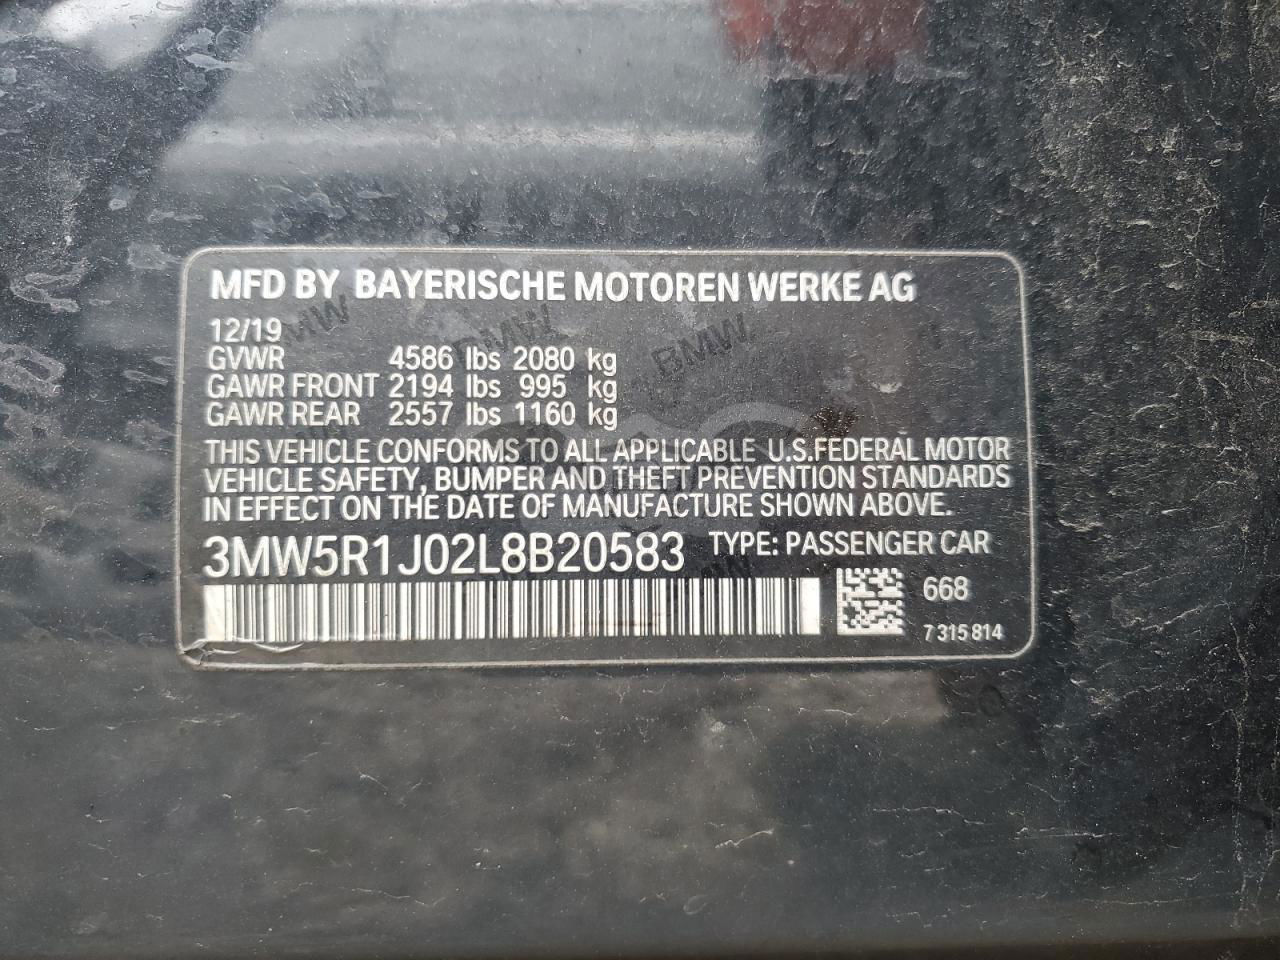 MFD BY BAYERISCHE MOTOREN WERKE AG
12/19
GVWR 4586 lbs 2080 kg
GAWR FRONT 2194 lbs 995 kg
GAWR REAR 2557 lbs 1160 kg
THIS VEHICLE CONFORMS TO ALL APPLICABLE U.S.FEDERAL MOTOR
VEHICLE SAFETY, BUMPER AND THEFT PREVENTION STANDARDS
IN EFFECT ON THE DATE OF MANUFACTURE SHOWN ABOVE.
3MW5R1J02L8B20583 TYPE: PASSENGER CAR
668
7 315 814
BMW
BMW
BMW